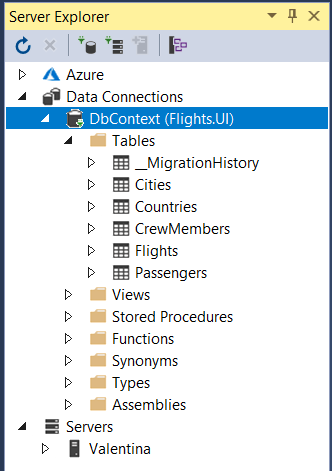 Server Explorer
Azure
Data Connections
DbContext (Flights.UI)
Tables
__MigrationHistory
Cities
Countries
CrewMembers
Flights
Passengers
Views
Stored Procedures
Functions
Synonyms
Types
Assemblies
Servers
Valentina